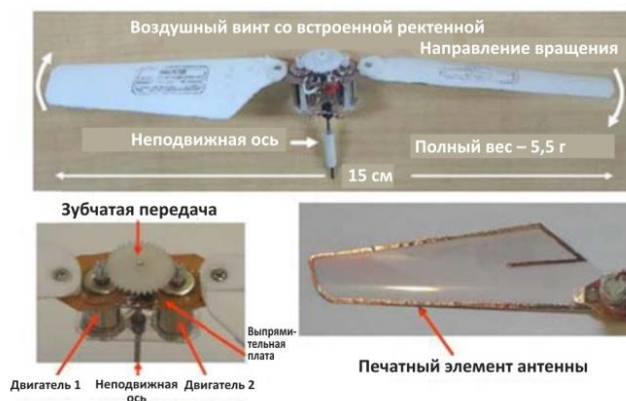 Воздушный винт со встроенной ректенной
Направление вращения
Неподвижная ось
Полный вес – 5,5 г
15 см
Зубчатая передача
Выпрями-
тельная
плата
Двигатель 1
Неподвижная
ось
Двигатель 2
Печатный элемент антенны